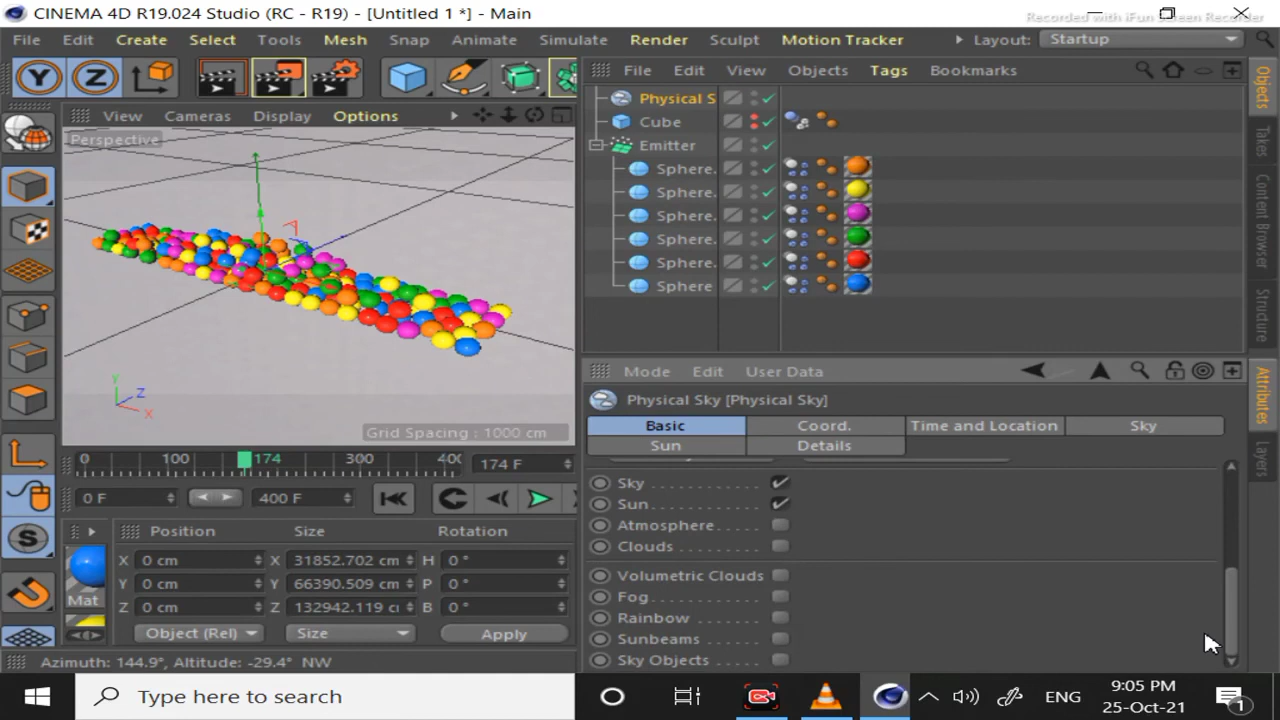 CINEMA 4D R19.024 Studio (RC - R19) - [Untitled 1 *] - Main
Recorded with iFun Screen Recorder
File Edit Create Select Tools Mesh Snap Animate Simulate Render Sculpt Motion Tracker Layout: Startup
Y Z
File Edit View Objects Tags Bookmarks
View Cameras Display Options
Perspective
Physical S
Cube
Emitter
Sphere.
Sphere.
Sphere.
Sphere.
Sphere.
Sphere
Objects
Takes
Content Browser
Structure
Attributes
Layers
Y
Z
X
Grid Spacing : 1000 cm
Mode Edit User Data
Physical Sky [Physical Sky]
Basic Coord. Time and Location Sky
Sun Details
Sky
Sun
Atmosphere
Clouds
Volumetric Clouds
Fog
Rainbow
Sunbeams
Sky Objects
0 100 174 300 400 174 F
0 F 400 F
Position Size Rotation
X 0 cm X 31852.702 cm H 0 °
Y 0 cm Y 66390.509 cm P 0 °
Z 0 cm Z 132942.119 c B 0 °
Object (Rel) Size Apply
S
Mat
Azimuth: 144.9°, Altitude: -29.4° NW
Type here to search
ENG
9:05 PM
25-Oct-21
1